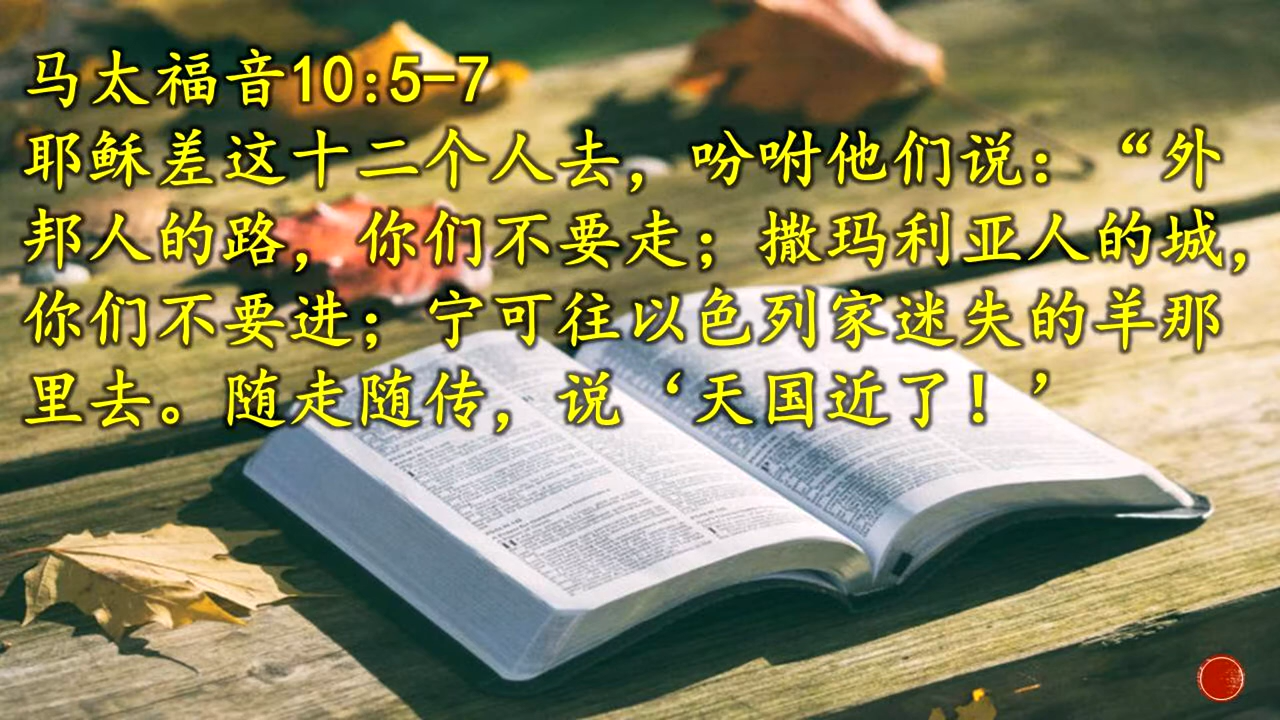 马太福音10:5-7
耶稣差这十二个人去，吩咐他们说：“外
邦人的路，你们不要走；撒玛利亚人的城，
你们不要进；宁可往以色列家迷失的羊那
里去。随走随传，说‘天国近了！’